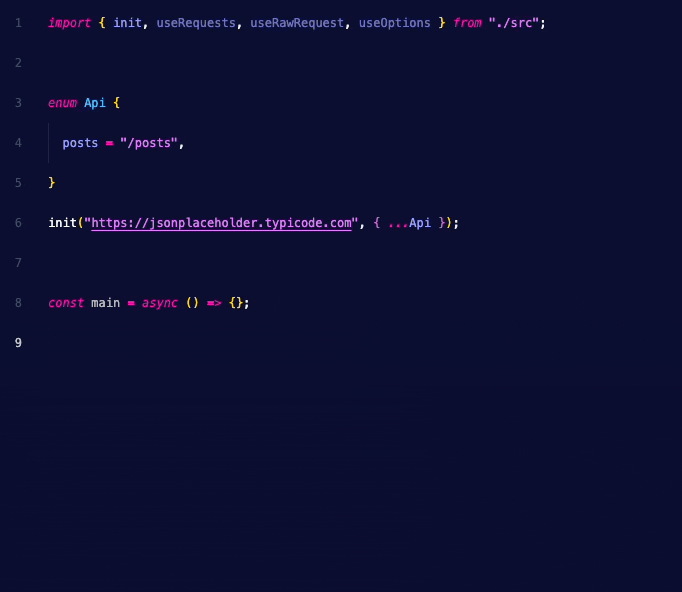 1 import { init, useRequests, useRawRequest, useOptions } from "./src";
2
3 enum Api {
4 posts = "/posts",
5 }
6 init("https://jsonplaceholder.typicode.com", { ...Api });
7
8 const main = async () => {};
9